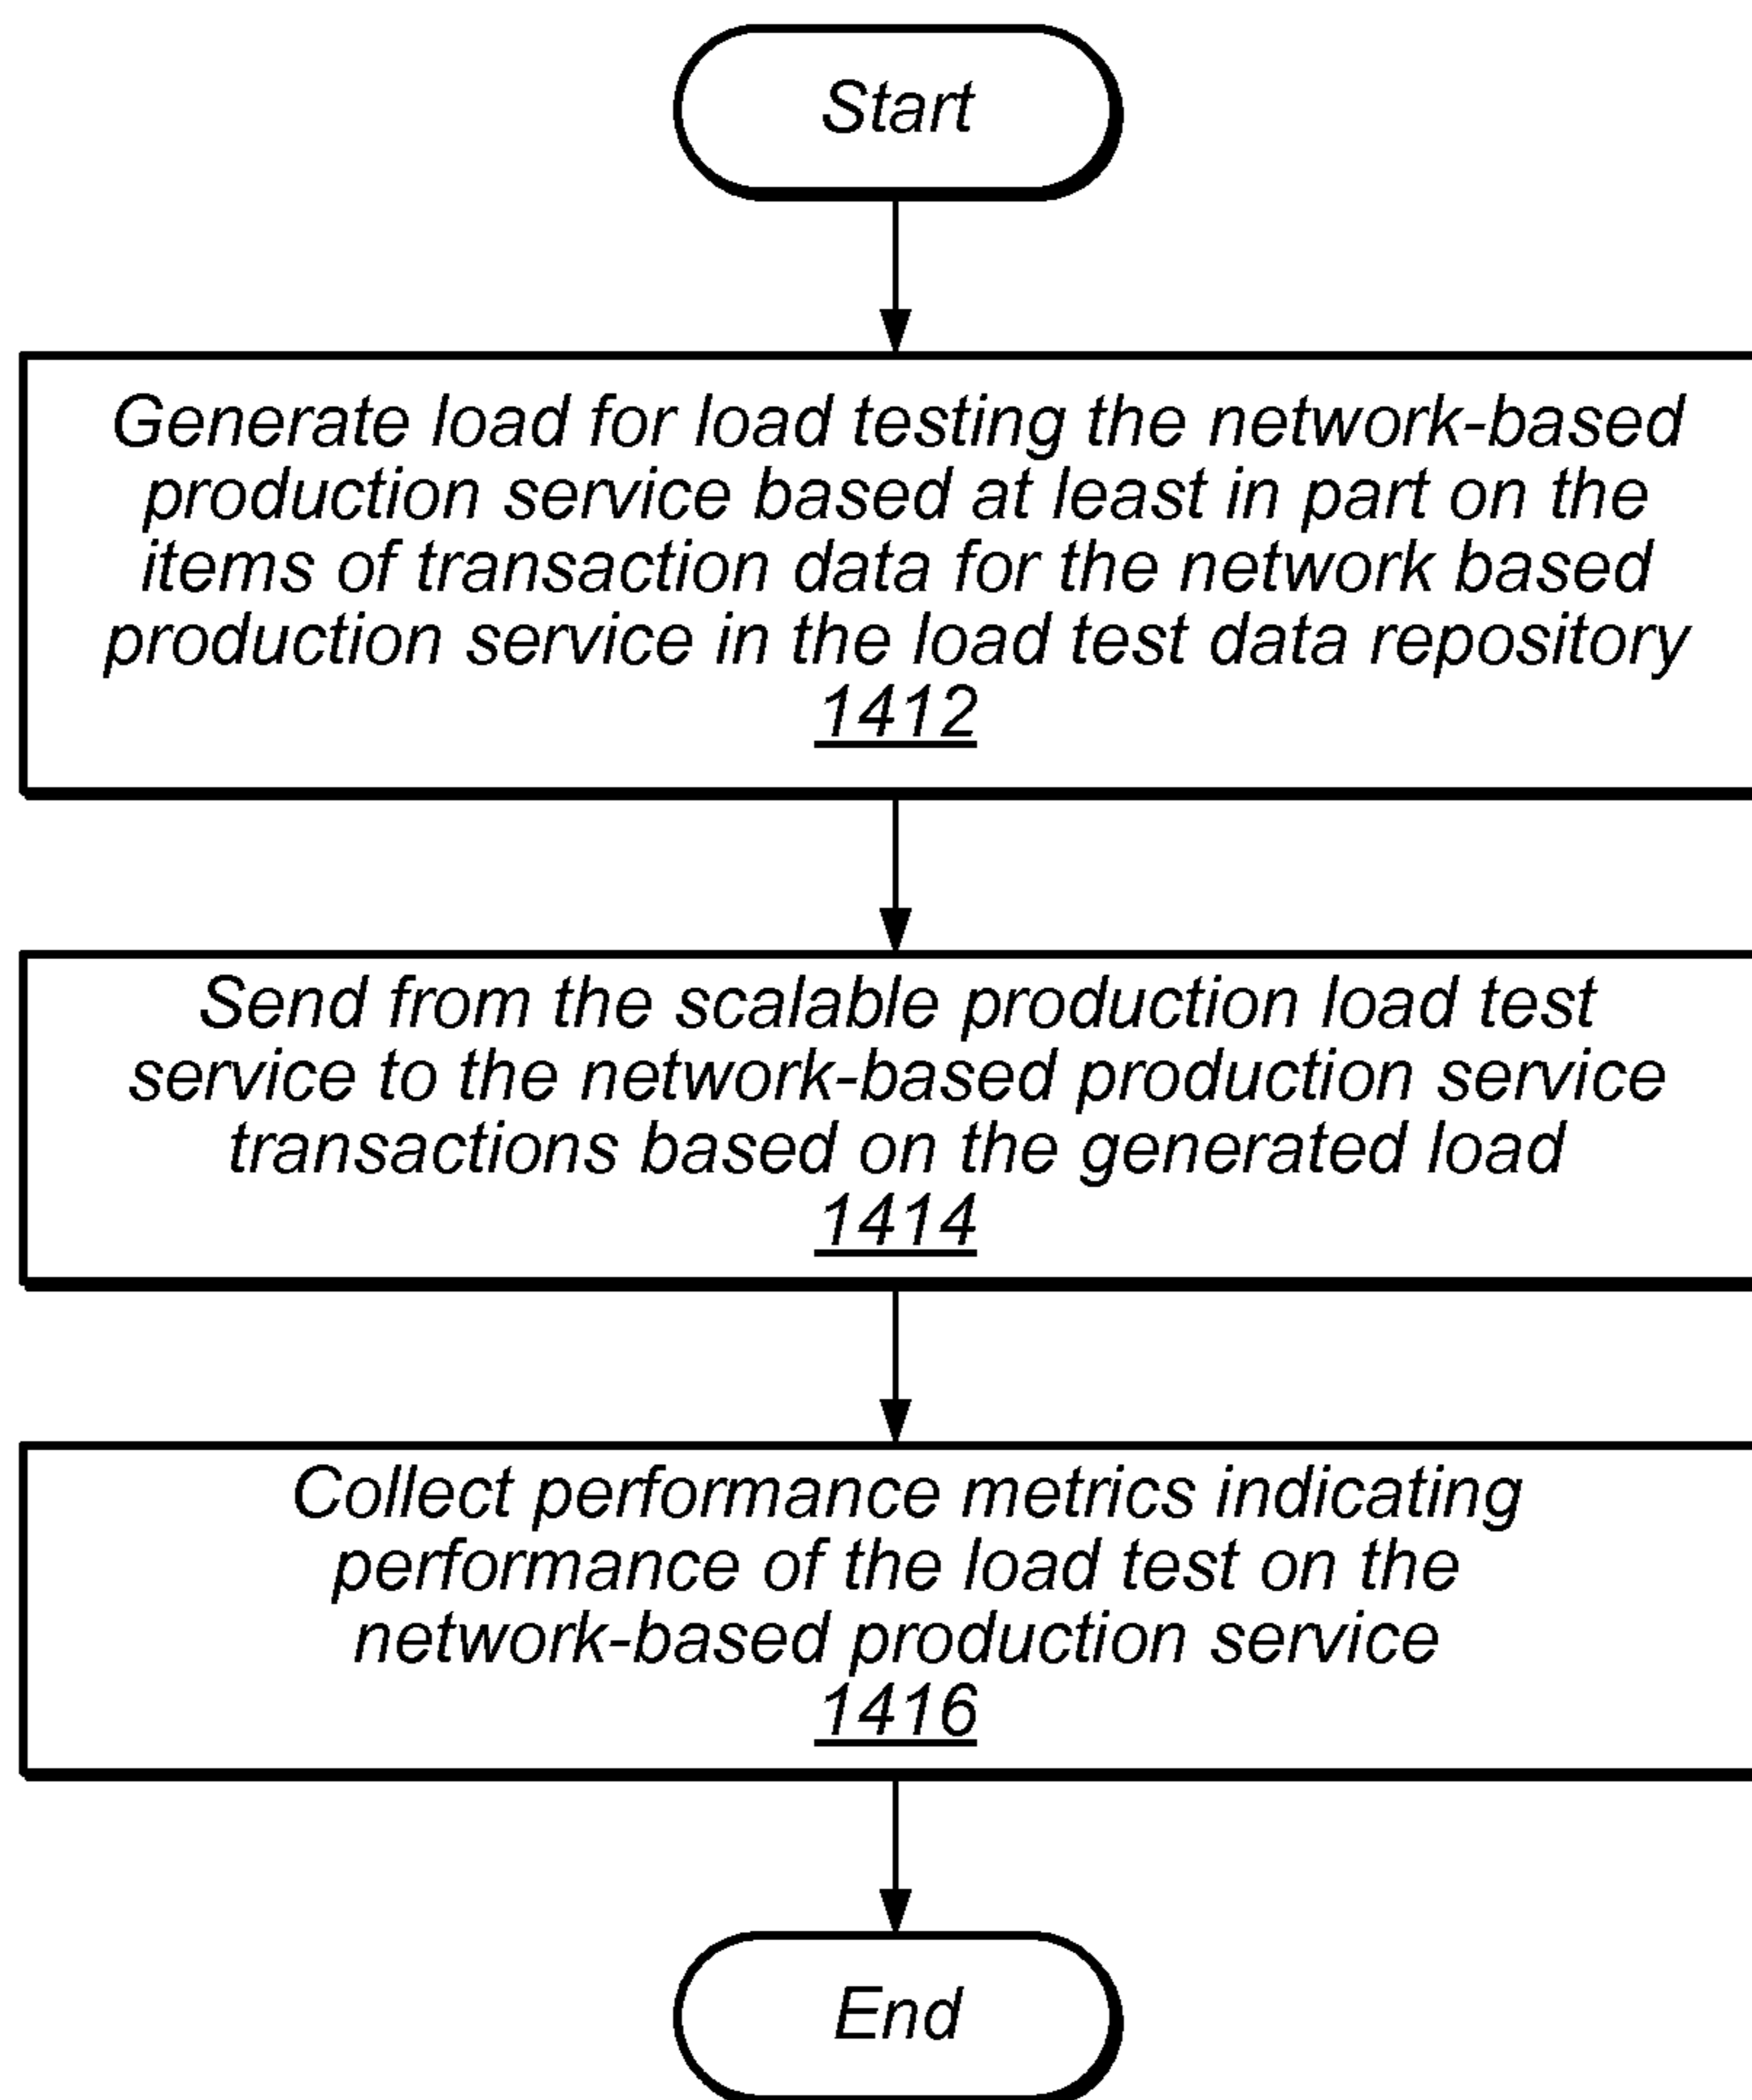 Start
Generate load for load testing the network-based
production service based at least in part on the
items of transaction data for the network based
production service in the load test data repository
1412
Send from the scalable production load test
service to the network-based production service
transactions based on the generated load
1414
Collect performance metrics indicating
performance of the load test on the
network-based production service
1416
End